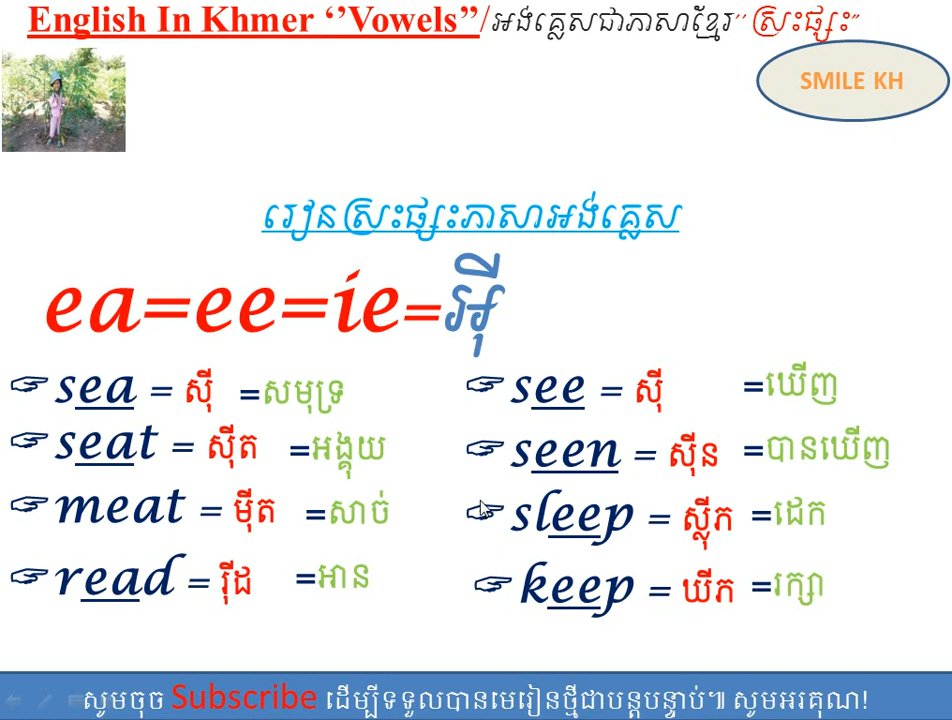 English In Khmer ‘’Vowels’’/អង់គ្លេសជាភាសាខ្មែរ’’ ស្រះផ្សះ’’
SMILE KH
រៀនស្រះផ្សះភាសាអង់គ្លេស
ea=ee=ie=អ៊ី
☞ sea = ស៊ី =សមុទ្រ
☞ seat = ស៊ីត =អង្គុយ
☞ meat = ម៉ីត =សាច់
☞ read = រ៉ីដ =អាន
☞ see = ស៊ី =ឃើញ
☞ seen = ស៊ីន =បានឃើញ
☞ sleep = ស្លីុភ =ដេក
☞ keep = ឃីភ =រក្សា
សូមចុច Subscribe ដើម្បីទទួលបានមេរៀនថ្មីជាបន្តបន្ទាប់៕ សូមអរគុណ!